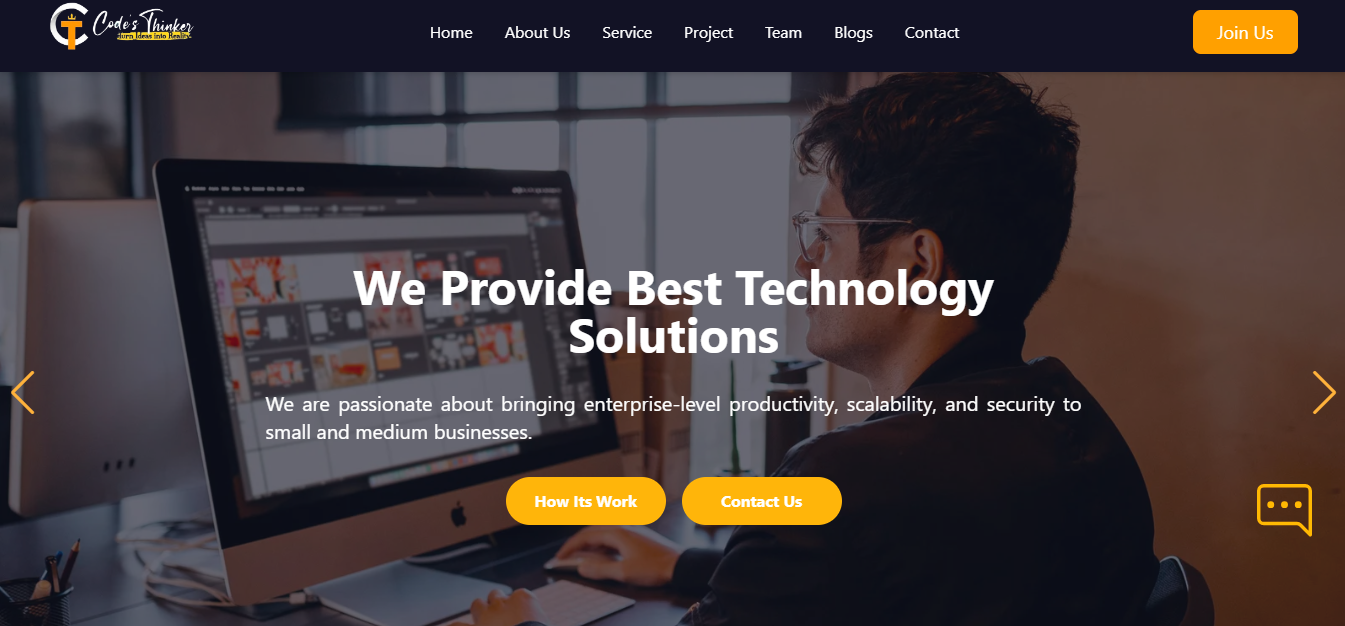 Code's Thinker
Turn Ideas into Reality
Home About Us Service Project Team Blogs Contact
Join Us
We Provide Best Technology
Solutions
We are passionate about bringing enterprise-level productivity, scalability, and security to
small and medium businesses.
How Its Work Contact Us